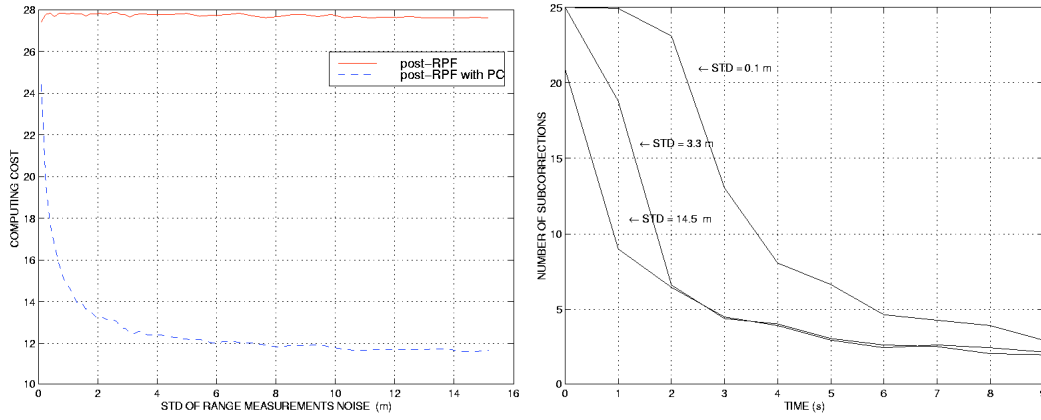 28
26
24
22
20
18
16
14
12
10
COMPUTING COST
post-RPF
post-RPF with PC
0 2 4 6 8 10 12 14 16
STD OF RANGE MEASUREMENTS NOISE (m)
25
20
15
10
5
0
NUMBER OF SUBCORRECTIONS
← STD = 0.1 m
← STD = 3.3 m
← STD = 14.5 m
0 1 2 3 4 5 6 7 8 9
TIME (s)